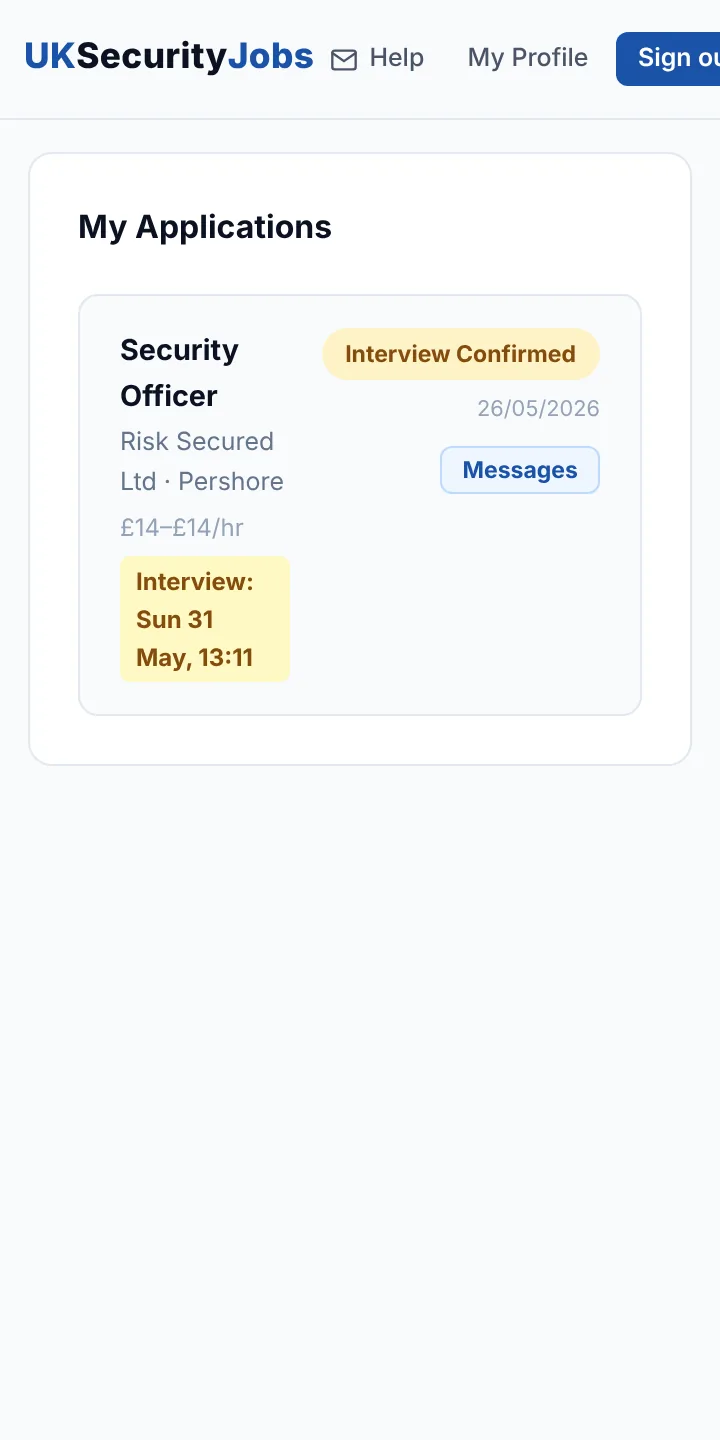 UKSecurityJobs Help My Profile Sign ou
My Applications
Security
Officer
Interview Confirmed
26/05/2026
Messages
Risk Secured
Ltd · Pershore
£14–£14/hr
Interview:
Sun 31
May, 13:11